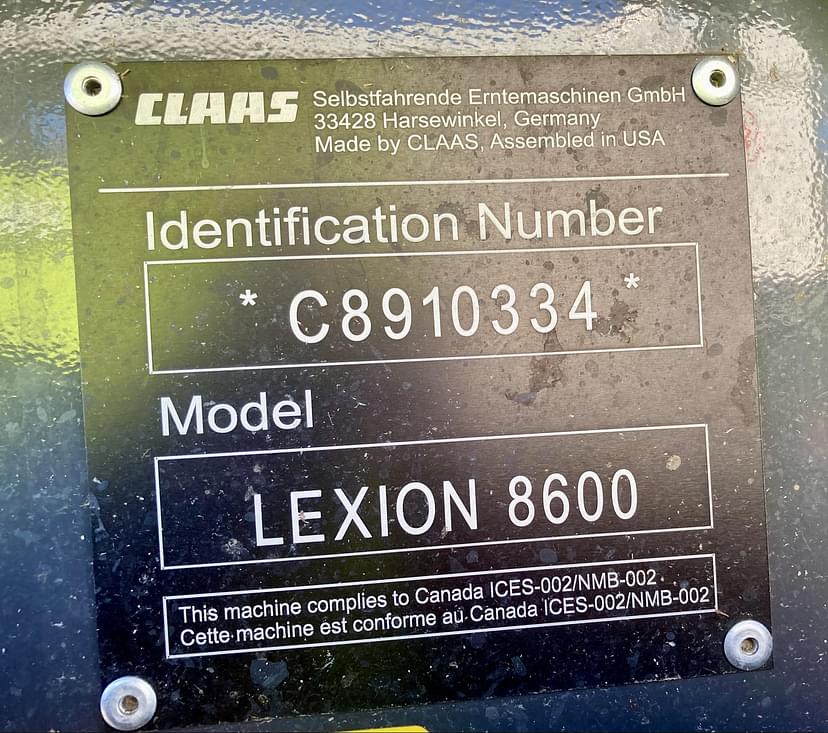 CLAAS Selbstfahrende Erntemaschinen GmbH
33428 Harsewinkel, Germany
Made by CLAAS, Assembled in USA
Identification Number
* C8910334 *
Model
LEXION 8600
This machine complies to Canada ICES-002/NMB-002
Cette machine est conforme au Canada ICES-002/NMB-002